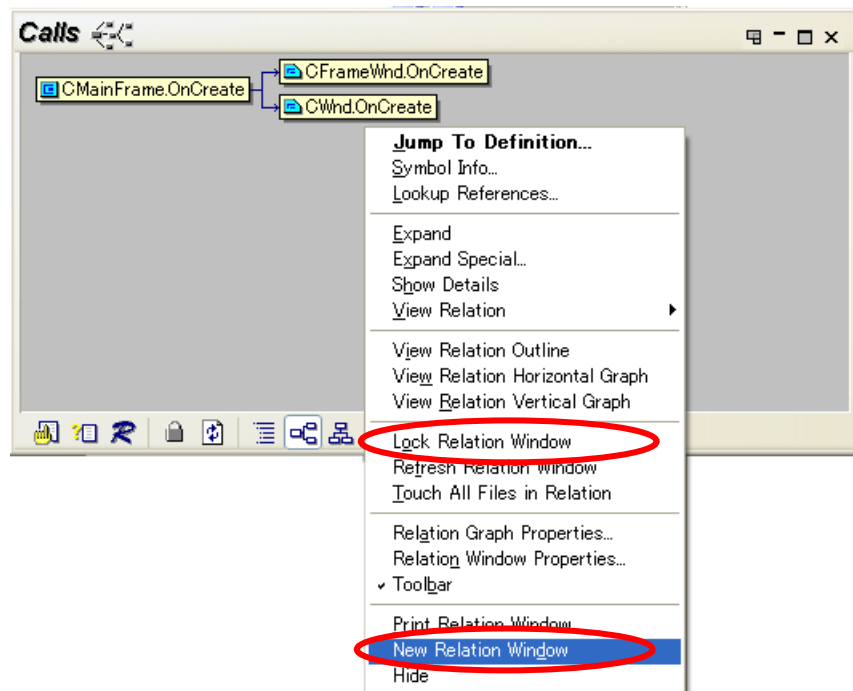 Calls
CFrameWnd.OnCreate
CMainFrame.OnCreate
CWnd.OnCreate
Jump To Definition...
Symbol Info...
Lookup References...
Expand
Expand Special...
Show Details
View Relation
View Relation Outline
View Relation Horizontal Graph
View Relation Vertical Graph
Lock Relation Window
Refresh Relation Window
Touch All Files in Relation
Relation Graph Properties...
Relation Window Properties...
Toolbar
Print Relation Window
New Relation Window
Hide